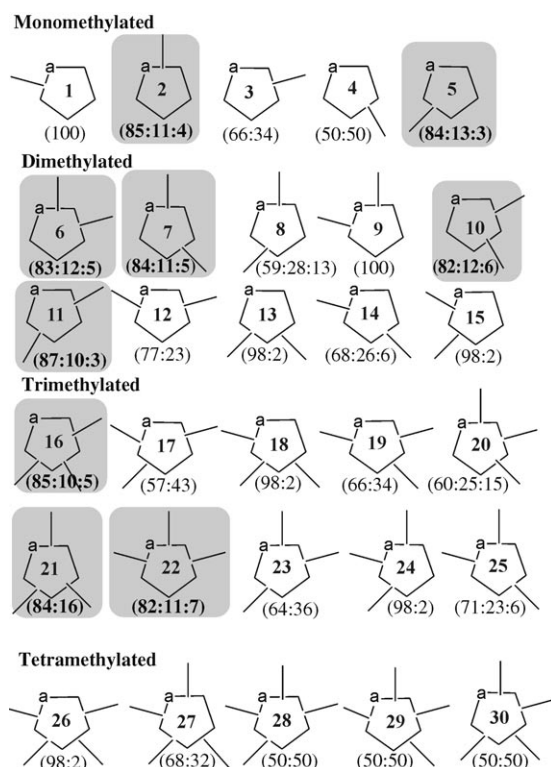 Monomethylated
a a a a a
1 2 3 4 5
(100) (85:11:4) (66:34) (50:50) (84:13:3)
Dimethylated
a a a a a
6 7 8 9 10
(83:12:5) (84:11:5) (59:28:13) (100) (82:12:6)
a a a a a
11 12 13 14 15
(87:10:3) (77:23) (98:2) (68:26:6) (98:2)
Trimethylated
a a a a a
16 17 18 19 20
(85:10:5) (57:43) (98:2) (66:34) (60:25:15)
a a a a a
21 22 23 24 25
(84:16) (82:11:7) (64:36) (98:2) (71:23:6)
Tetramethylated
a a a a a
26 27 28 29 30
(98:2) (68:32) (50:50) (50:50) (50:50)